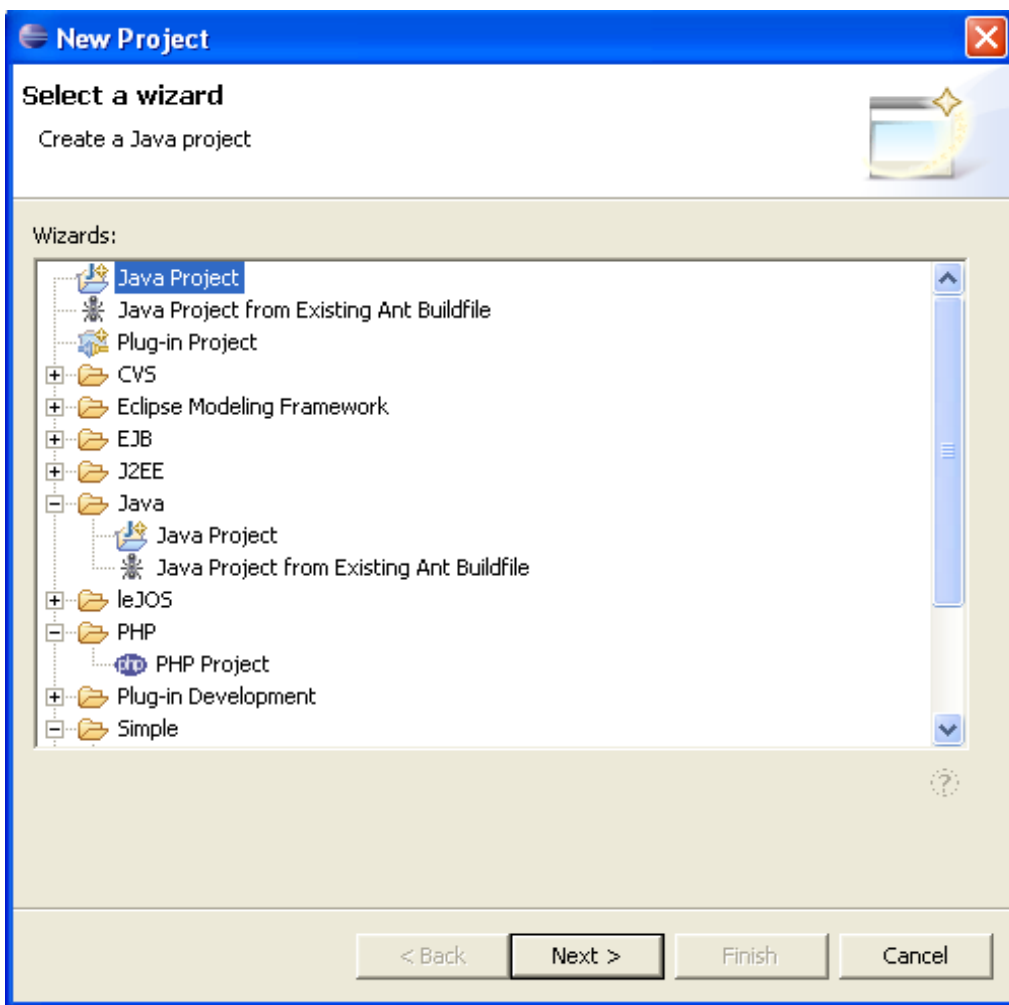 New Project
Select a wizard
Create a Java project
Wizards:
Java Project
Java Project from Existing Ant Buildfile
Plug-in Project
CVS
Eclipse Modeling Framework
EJB
J2EE
Java
Java Project
Java Project from Existing Ant Buildfile
leJOS
PHP
php PHP Project
Plug-in Development
Simple
?
< Back Next > Finish Cancel